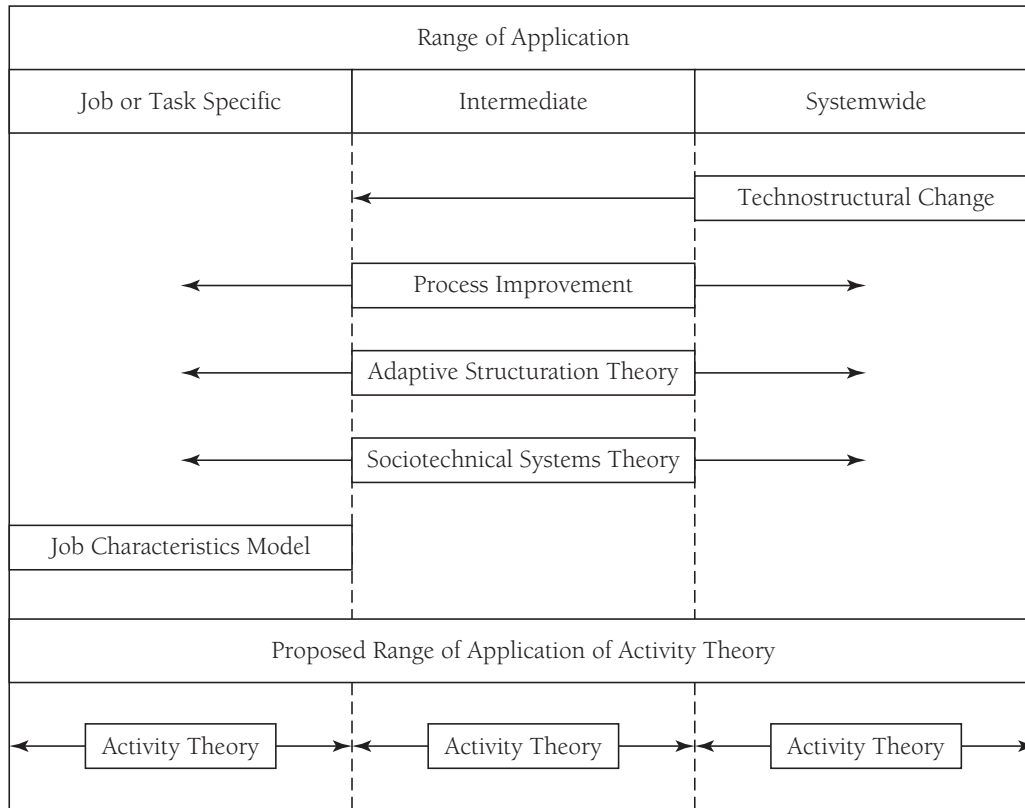 Range of Application
Job or Task Specific
Intermediate
Systemwide
Technostructural Change
Process Improvement
Adaptive Structuration Theory
Sociotechnical Systems Theory
Job Characteristics Model
Proposed Range of Application of Activity Theory
Activity Theory
Activity Theory
Activity Theory